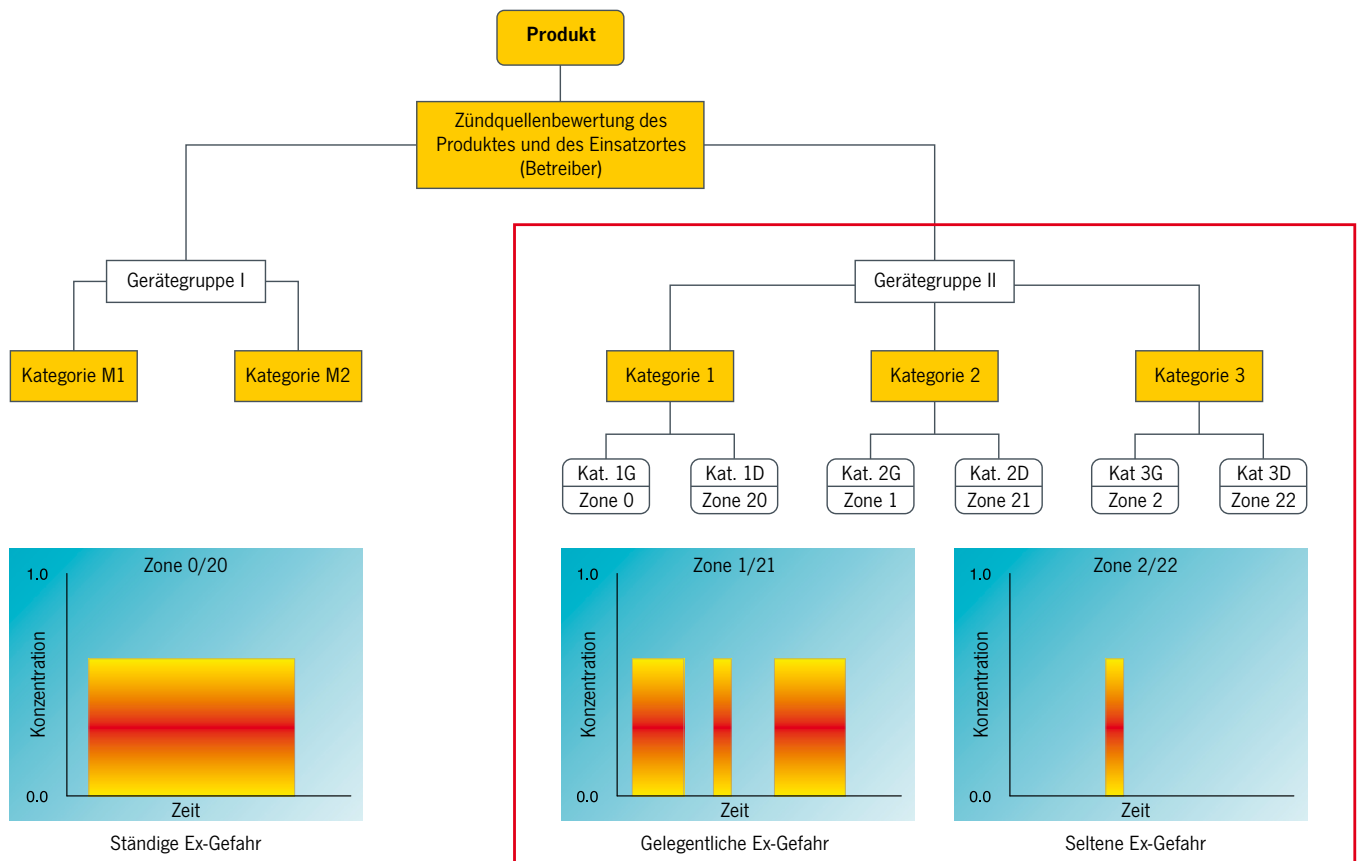 Produkt
Zündquellenbewertung des
Produktes und des Einsatzortes
(Betreiber)
Gerätegruppe I
Gerätegruppe II
Kategorie M1
Kategorie M2
Kategorie 1
Kategorie 2
Kategorie 3
Kat. 1G
Zone 0
Kat. 1D
Zone 20
Kat. 2G
Zone 1
Kat. 2D
Zone 21
Kat 3G
Zone 2
Kat 3D
Zone 22
Zone 0/20
1.0
Konzentration
0.0
Zeit
Ständige Ex-Gefahr
Zone 1/21
1.0
Konzentration
0.0
Zeit
Gelegentliche Ex-Gefahr
Zone 2/22
1.0
Konzentration
0.0
Zeit
Seltene Ex-Gefahr